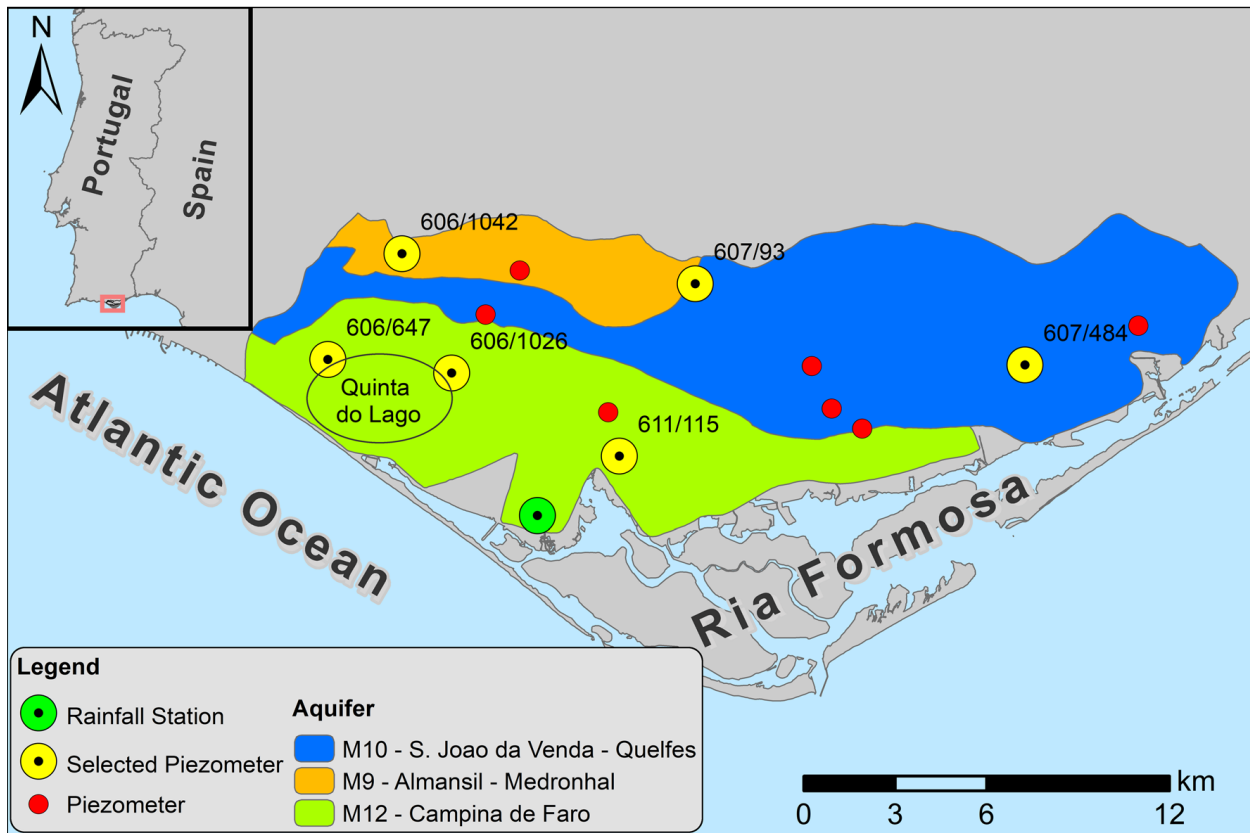 N
Portugal
Spain
606/1042
607/93
606/647
606/1026
607/484
Quinta
do Lago
611/115
Atlantic Ocean
Ria Formosa
Legend
Rainfall Station
Selected Piezometer
Piezometer
Aquifer
M10 - S. Joao da Venda - Quelfes
M9 - Almansil - Medronhal
M12 - Campina de Faro
km
0 3 6 12